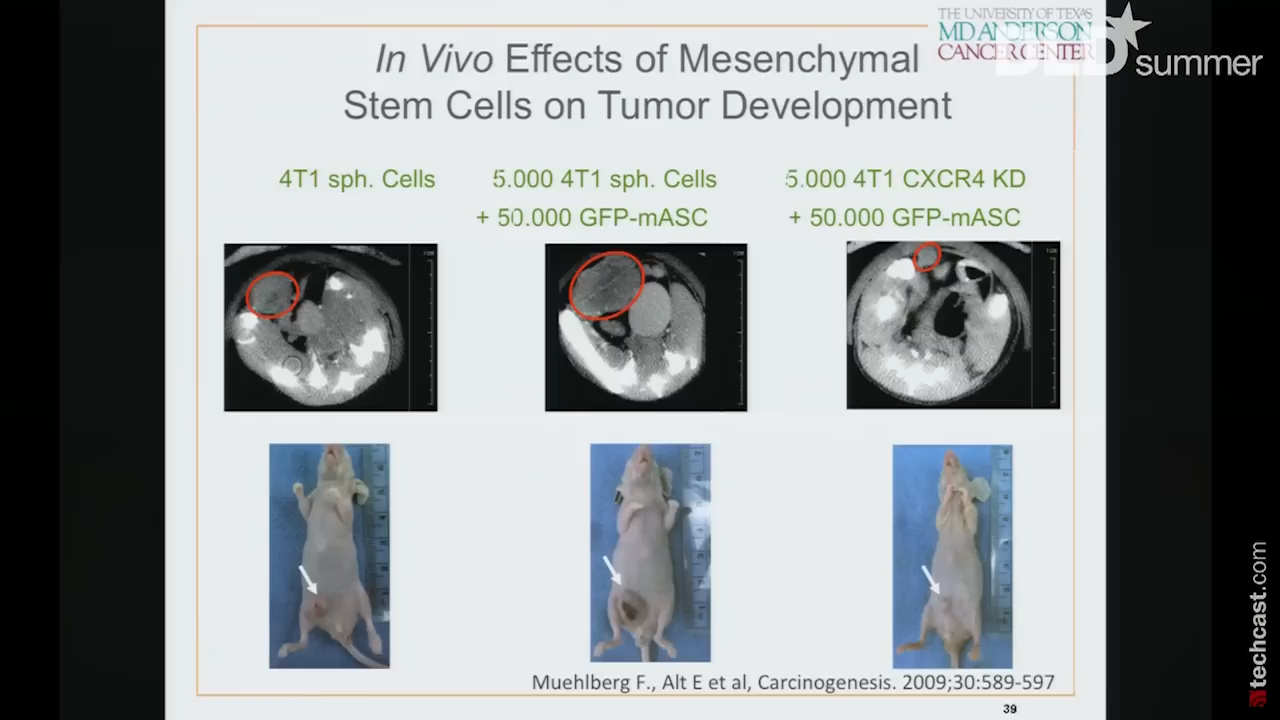 THE UNIVERSITY OF TEXAS
MD ANDERSON
CANCER CENTER
summer
In Vivo Effects of Mesenchymal
Stem Cells on Tumor Development
4T1 sph. Cells
5.000 4T1 sph. Cells
+ 50.000 GFP-mASC
5.000 4T1 CXCR4 KD
+ 50.000 GFP-mASC
Muehlberg F., Alt E et al, Carcinogenesis. 2009;30:589-597
39
techcast.com